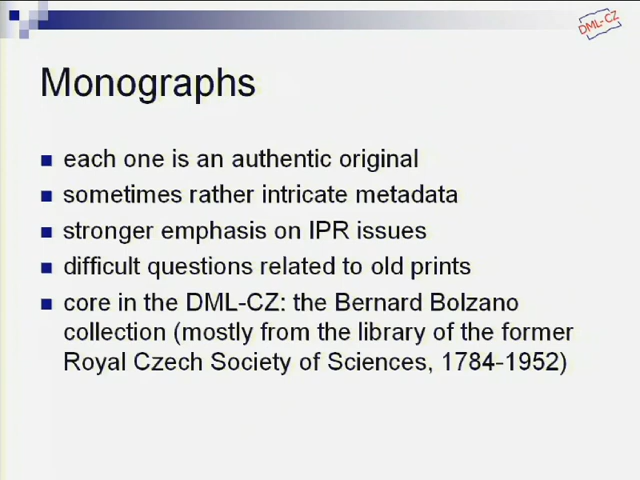 DML-CZ
Monographs
each one is an authentic original
sometimes rather intricate metadata
stronger emphasis on IPR issues
difficult questions related to old prints
core in the DML-CZ: the Bernard Bolzano
collection (mostly from the library of the former
Royal Czech Society of Sciences, 1784-1952)